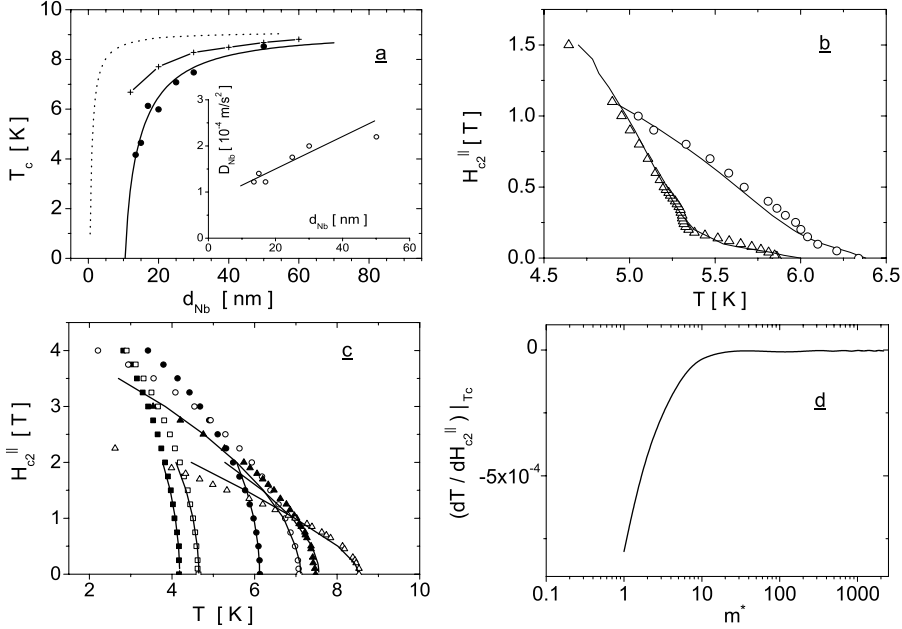 a
T_c [ K ]
10
8
6
4
2
0
0 20 40 60 80
d_Nb [ nm ]
D_Nb [ 10^-4 m/s^2 ]
3
2
1
0
0 20 40 60
d_Nb [ nm ]
b
H_c2^|| [ T ]
1.5
1.0
0.5
0.0
4.5 5.0 5.5 6.0 6.5
T [ K ]
c
H_c2^|| [ T ]
4
3
2
1
0
2 4 6 8 10
T [ K ]
d
(dT / dH_c2^||) |_Tc
0
-5x10^-4
0.1 1 10 100 1000
m^*